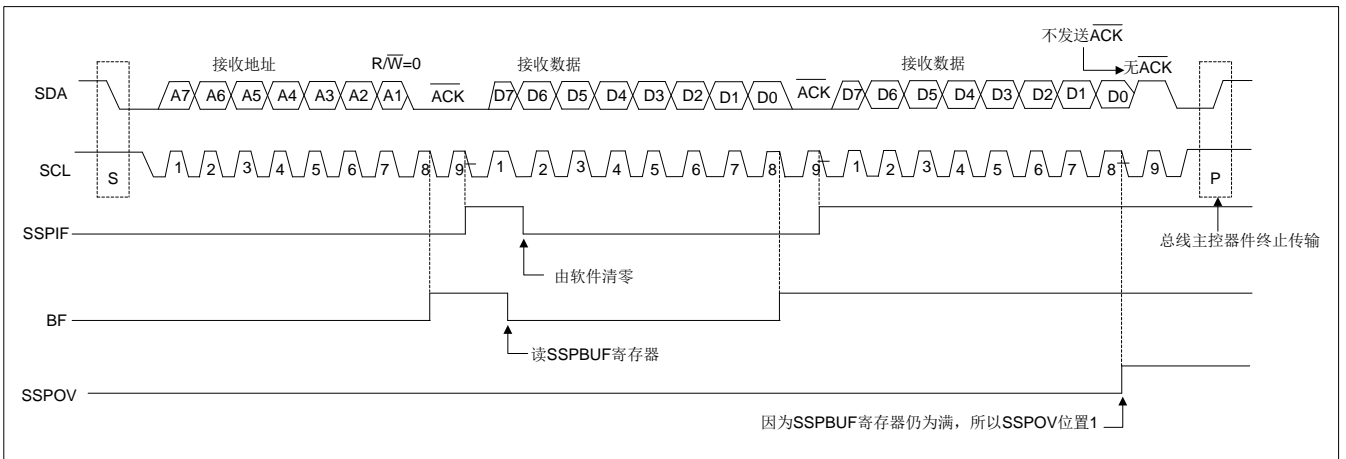 不发送ACK
接收地址 R/W=0 接收数据 接收数据 无ACK
SDA A7 A6 A5 A4 A3 A2 A1 ACK D7 D6 D5 D4 D3 D2 D1 D0 ACK D7 D6 D5 D4 D3 D2 D1 D0
SCL S 1 2 3 4 5 6 7 8 9 1 2 3 4 5 6 7 8 9 1 2 3 4 5 6 7 8 9 P
SSPIF
总线主控器件终止传输
由软件清零
BF
读SSPBUF寄存器
SSPOV
因为SSPBUF寄存器仍为满，所以SSPOV位置1